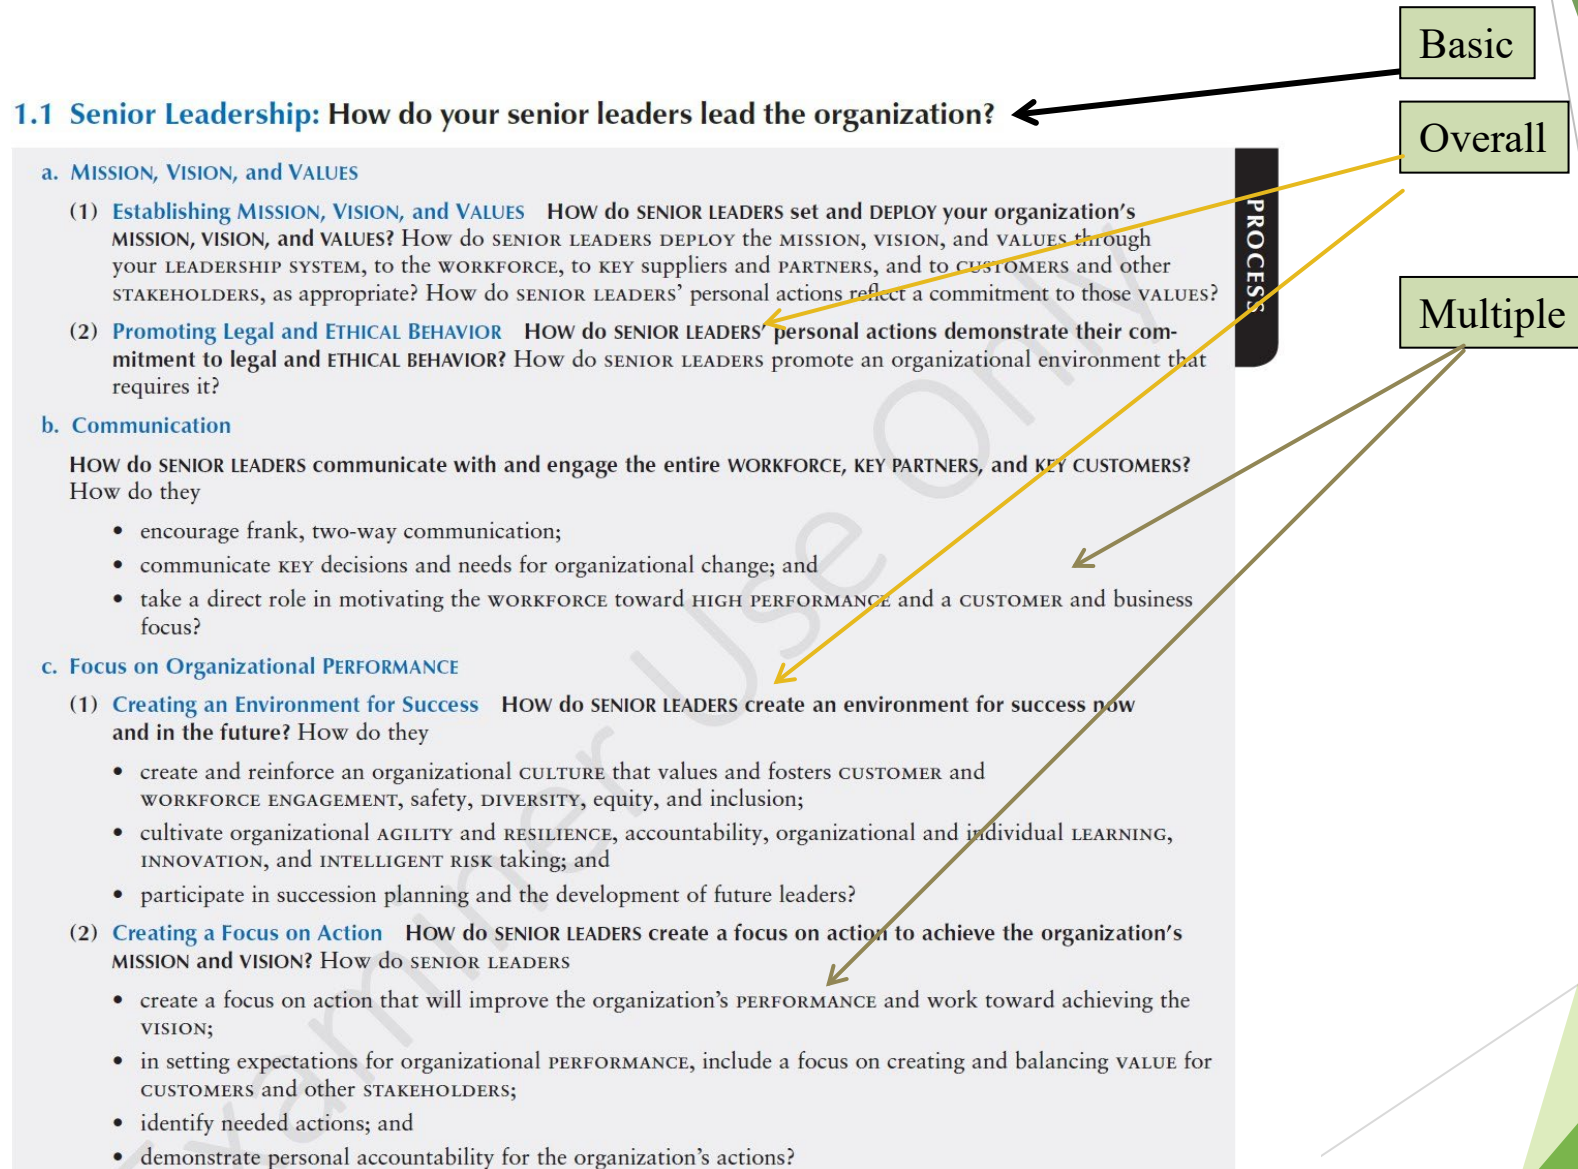 Basic
1.1 Senior Leadership: How do your senior leaders lead the organization?
Overall
a. MISSION, VISION, and VALUES
(1) Establishing MISSION, VISION, and VALUES HOW do SENIOR LEADERS set and DEPLOY your organization's
MISSION, VISION, and VALUES? HOW do SENIOR LEADERS DEPLOY the MISSION, VISION, and VALUES through
your LEADERSHIP SYSTEM, to the WORKFORCE, to KEY suppliers and PARTNERS, and to CUSTOMERS and other
STAKEHOLDERS, as appropriate? HOW do SENIOR LEADERS' personal actions reflect a commitment to those VALUES?
PROCESS
Multiple
(2) Promoting Legal and ETHICAL BEHAVIOR HOW do SENIOR LEADERS' personal actions demonstrate their com-
mitment to legal and ETHICAL BEHAVIOR? HOW do SENIOR LEADERS promote an organizational environment that
requires it?
b. Communication
HOW do SENIOR LEADERS communicate with and engage the entire WORKFORCE, KEY PARTNERS, and KEY CUSTOMERS?
HOW do they
• encourage frank, two-way communication;
• communicate KEY decisions and needs for organizational change; and
• take a direct role in motivating the WORKFORCE toward HIGH PERFORMANCE and a CUSTOMER and business
focus?
c. Focus on Organizational PERFORMANCE
(1) Creating an Environment for Success HOW do SENIOR LEADERS create an environment for success now
and in the future? HOW do they
• create and reinforce an organizational CULTURE that values and fosters CUSTOMER and
WORKFORCE ENGAGEMENT, safety, DIVERSITY, equity, and inclusion;
• cultivate organizational AGILITY and RESILIENCE, accountability, organizational and individual LEARNING,
INNOVATION, and INTELLIGENT RISK taking; and
• participate in succession planning and the development of future leaders?
(2) Creating a Focus on Action HOW do SENIOR LEADERS create a focus on action to achieve the organization's
MISSION and VISION? HOW do SENIOR LEADERS
• create a focus on action that will improve the organization's PERFORMANCE and work toward achieving the
VISION;
• in setting expectations for organizational PERFORMANCE, include a focus on creating and balancing VALUE for
CUSTOMERS and other STAKEHOLDERS;
• identify needed actions; and
• demonstrate personal accountability for the organization's actions?
Examiner Use Only